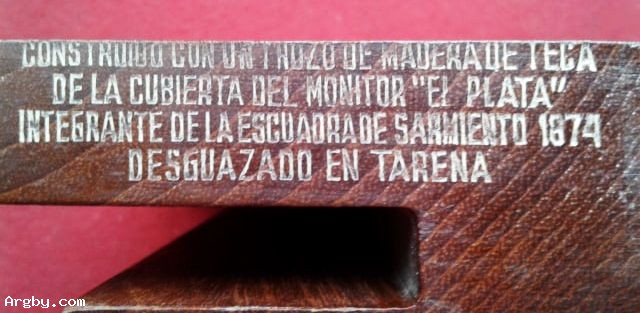 CONSTRUIDO CON UN TROZO DE MADERA DE TECA
DE LA CUBIERTA DEL MONITOR "EL PLATA"
INTEGRANTE DE LA ESCUADRA DE SARMIENTO 1874
DESGUAZADO EN TARENA
Argby.com